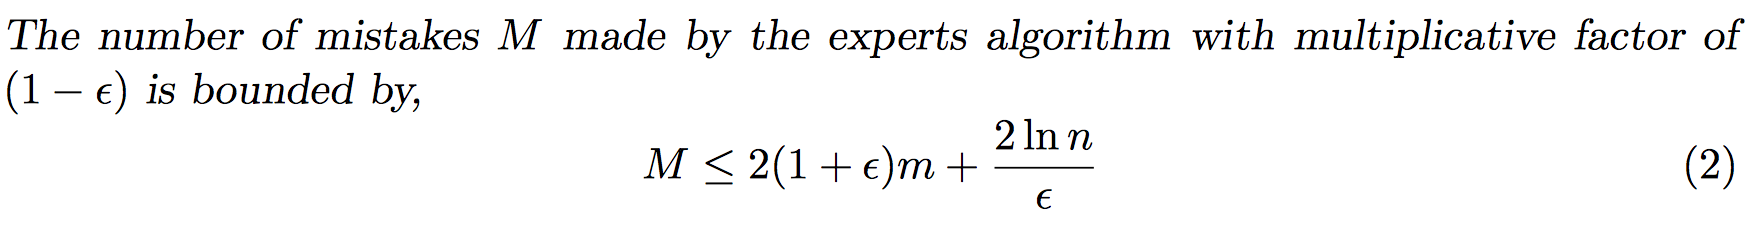 The number of mistakes M made by the experts algorithm with multiplicative factor of
(1 − ϵ) is bounded by,
M ≤ 2(1 + ϵ)m + \frac{2 ln n}{ϵ} (2)